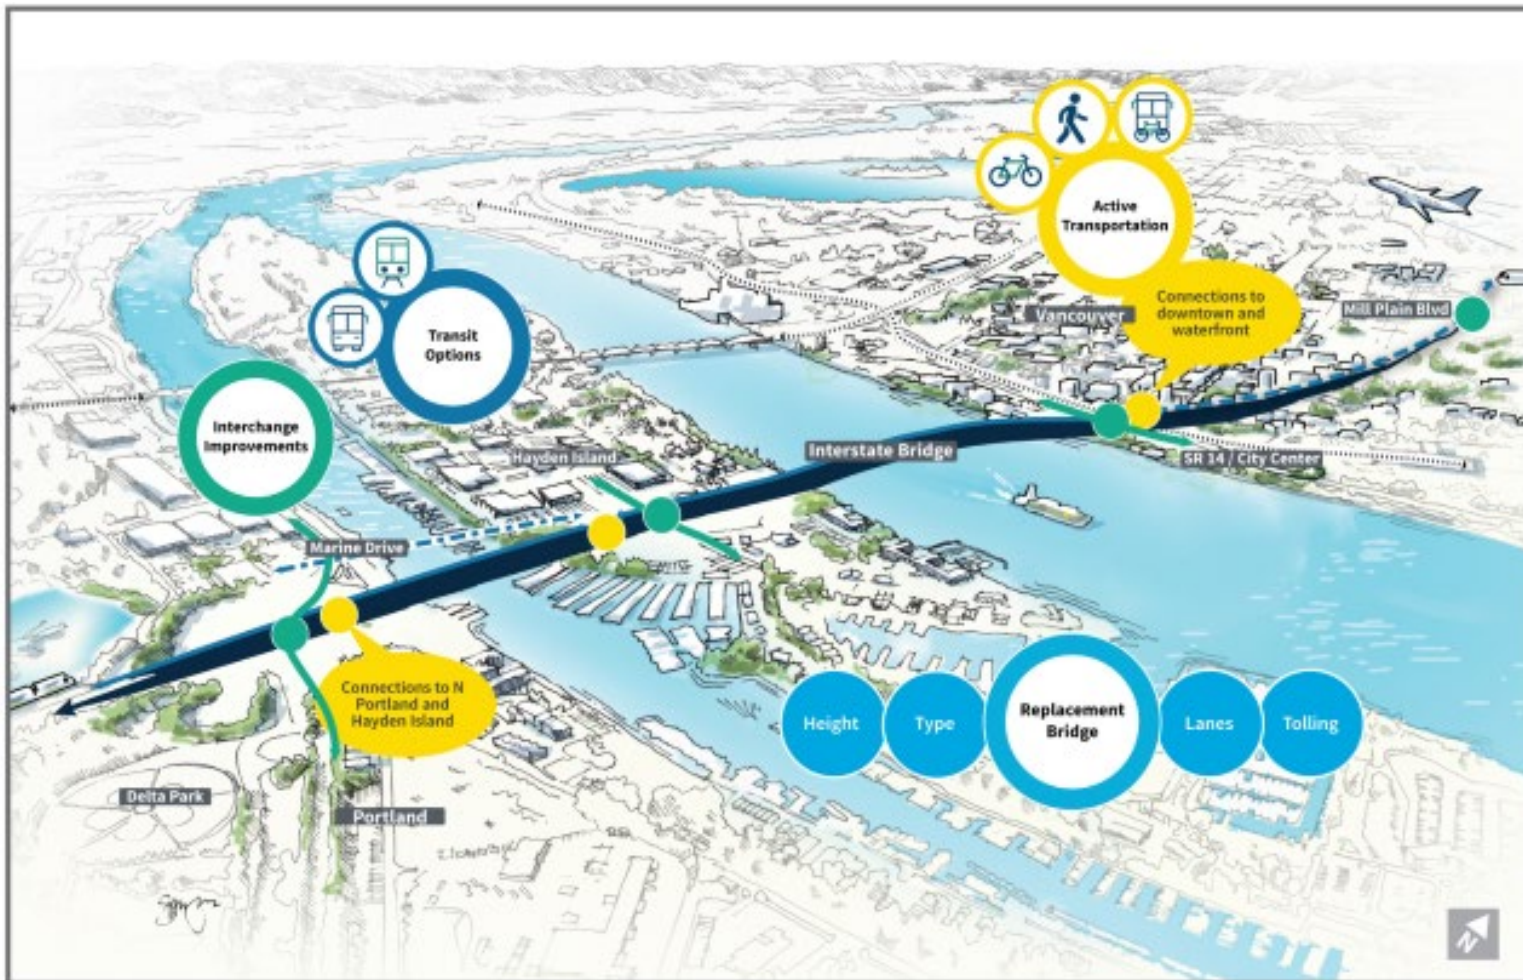 Active
Transportation
Connections to
downtown and
waterfront
Vancouver
Mill Plain Blvd
Transit
Options
Interchange
Improvements
Hayden Island
Interstate Bridge
SR 14 / City Center
Marine Drive
Connections to N
Portland and
Hayden Island
Height
Type
Replacement
Bridge
Lanes
Tolling
Delta Park
Portland
N